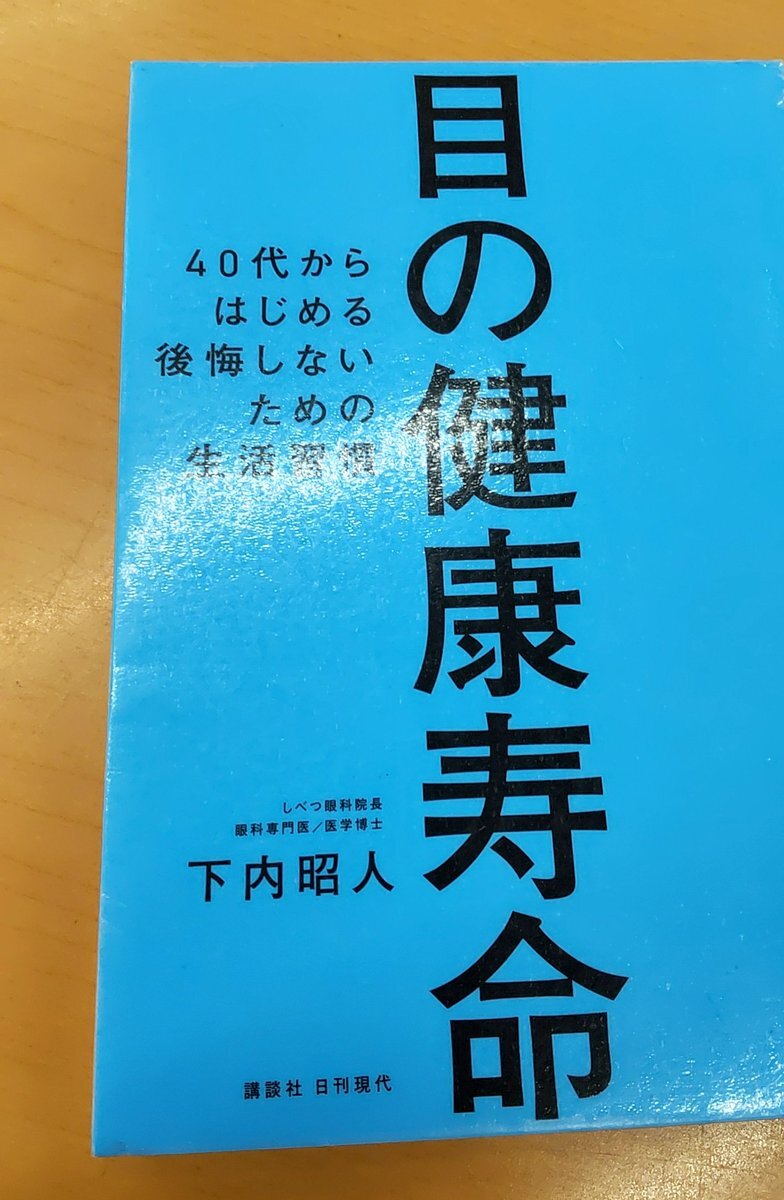 目の健康寿命
40代から
はじめる
後悔しない
ための
生活習慣
しべつ眼科院長
眼科専門医/医学博士
下内昭人
講談社 日刊現代